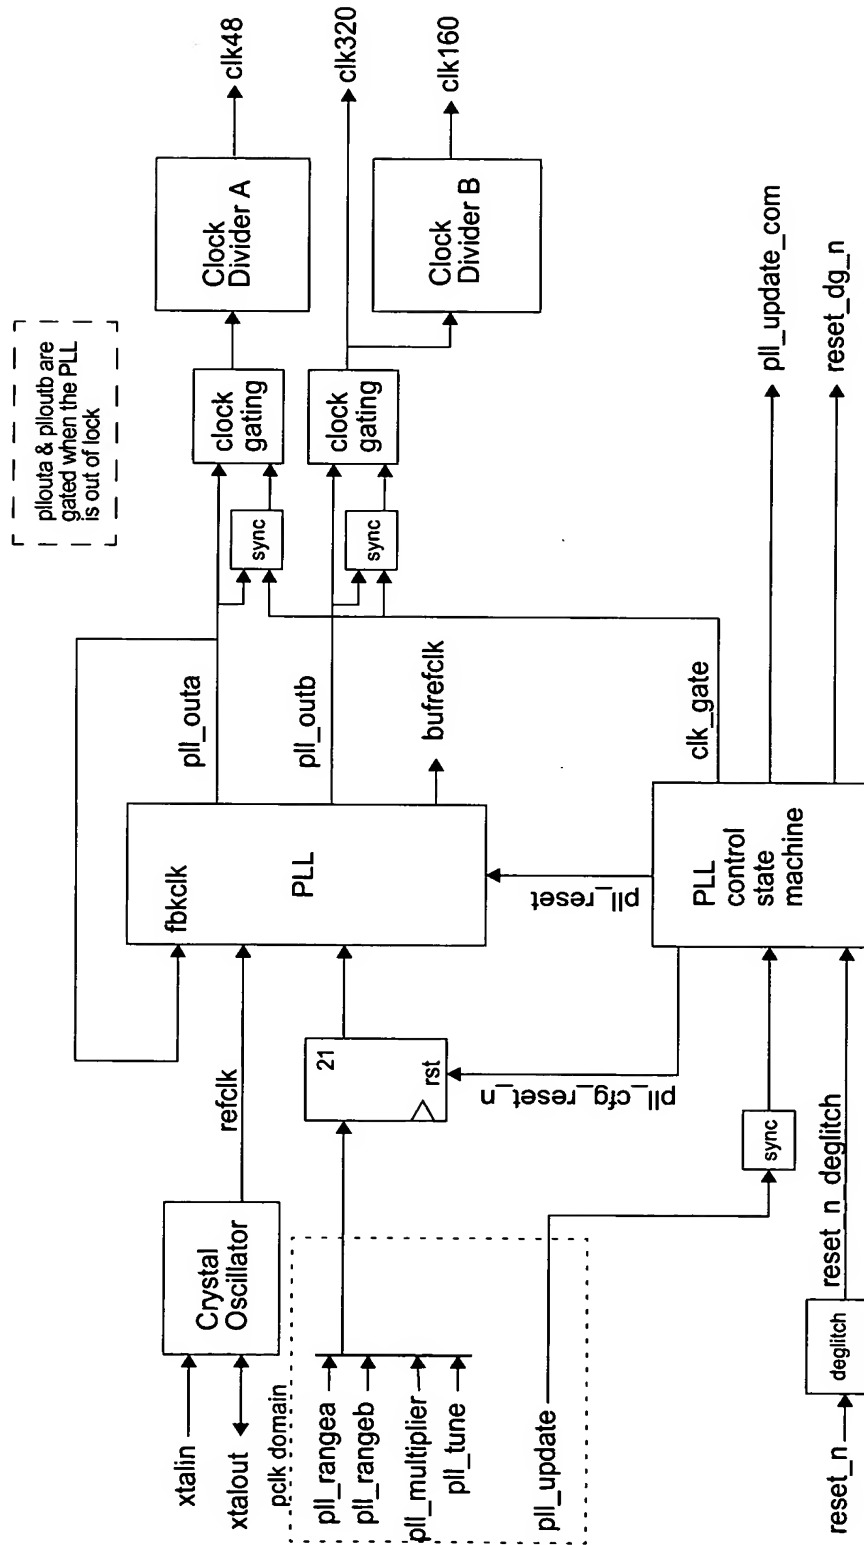 pllouta & plloutb are
gated when the PLL
is out of lock
xtalin
xtalout
Crystal
Oscillator
refclk
fbkclk
PLL
pll_outa
pll_outb
bufrefclk
sync
sync
clock
gating
clock
gating
Clock
Divider A
Clock
Divider B
clk48
clk320
clk160
pclk domain
pll_rangea
pll_rangeb
pll_multiplier
pll_tune
pll_update
21
rst
pll_cfg_reset_n
pll_reset
clk_gate
sync
PLL
control
state
machine
pll_update_com
reset_dg_n
reset_n
deglitch
reset_n_deglitch